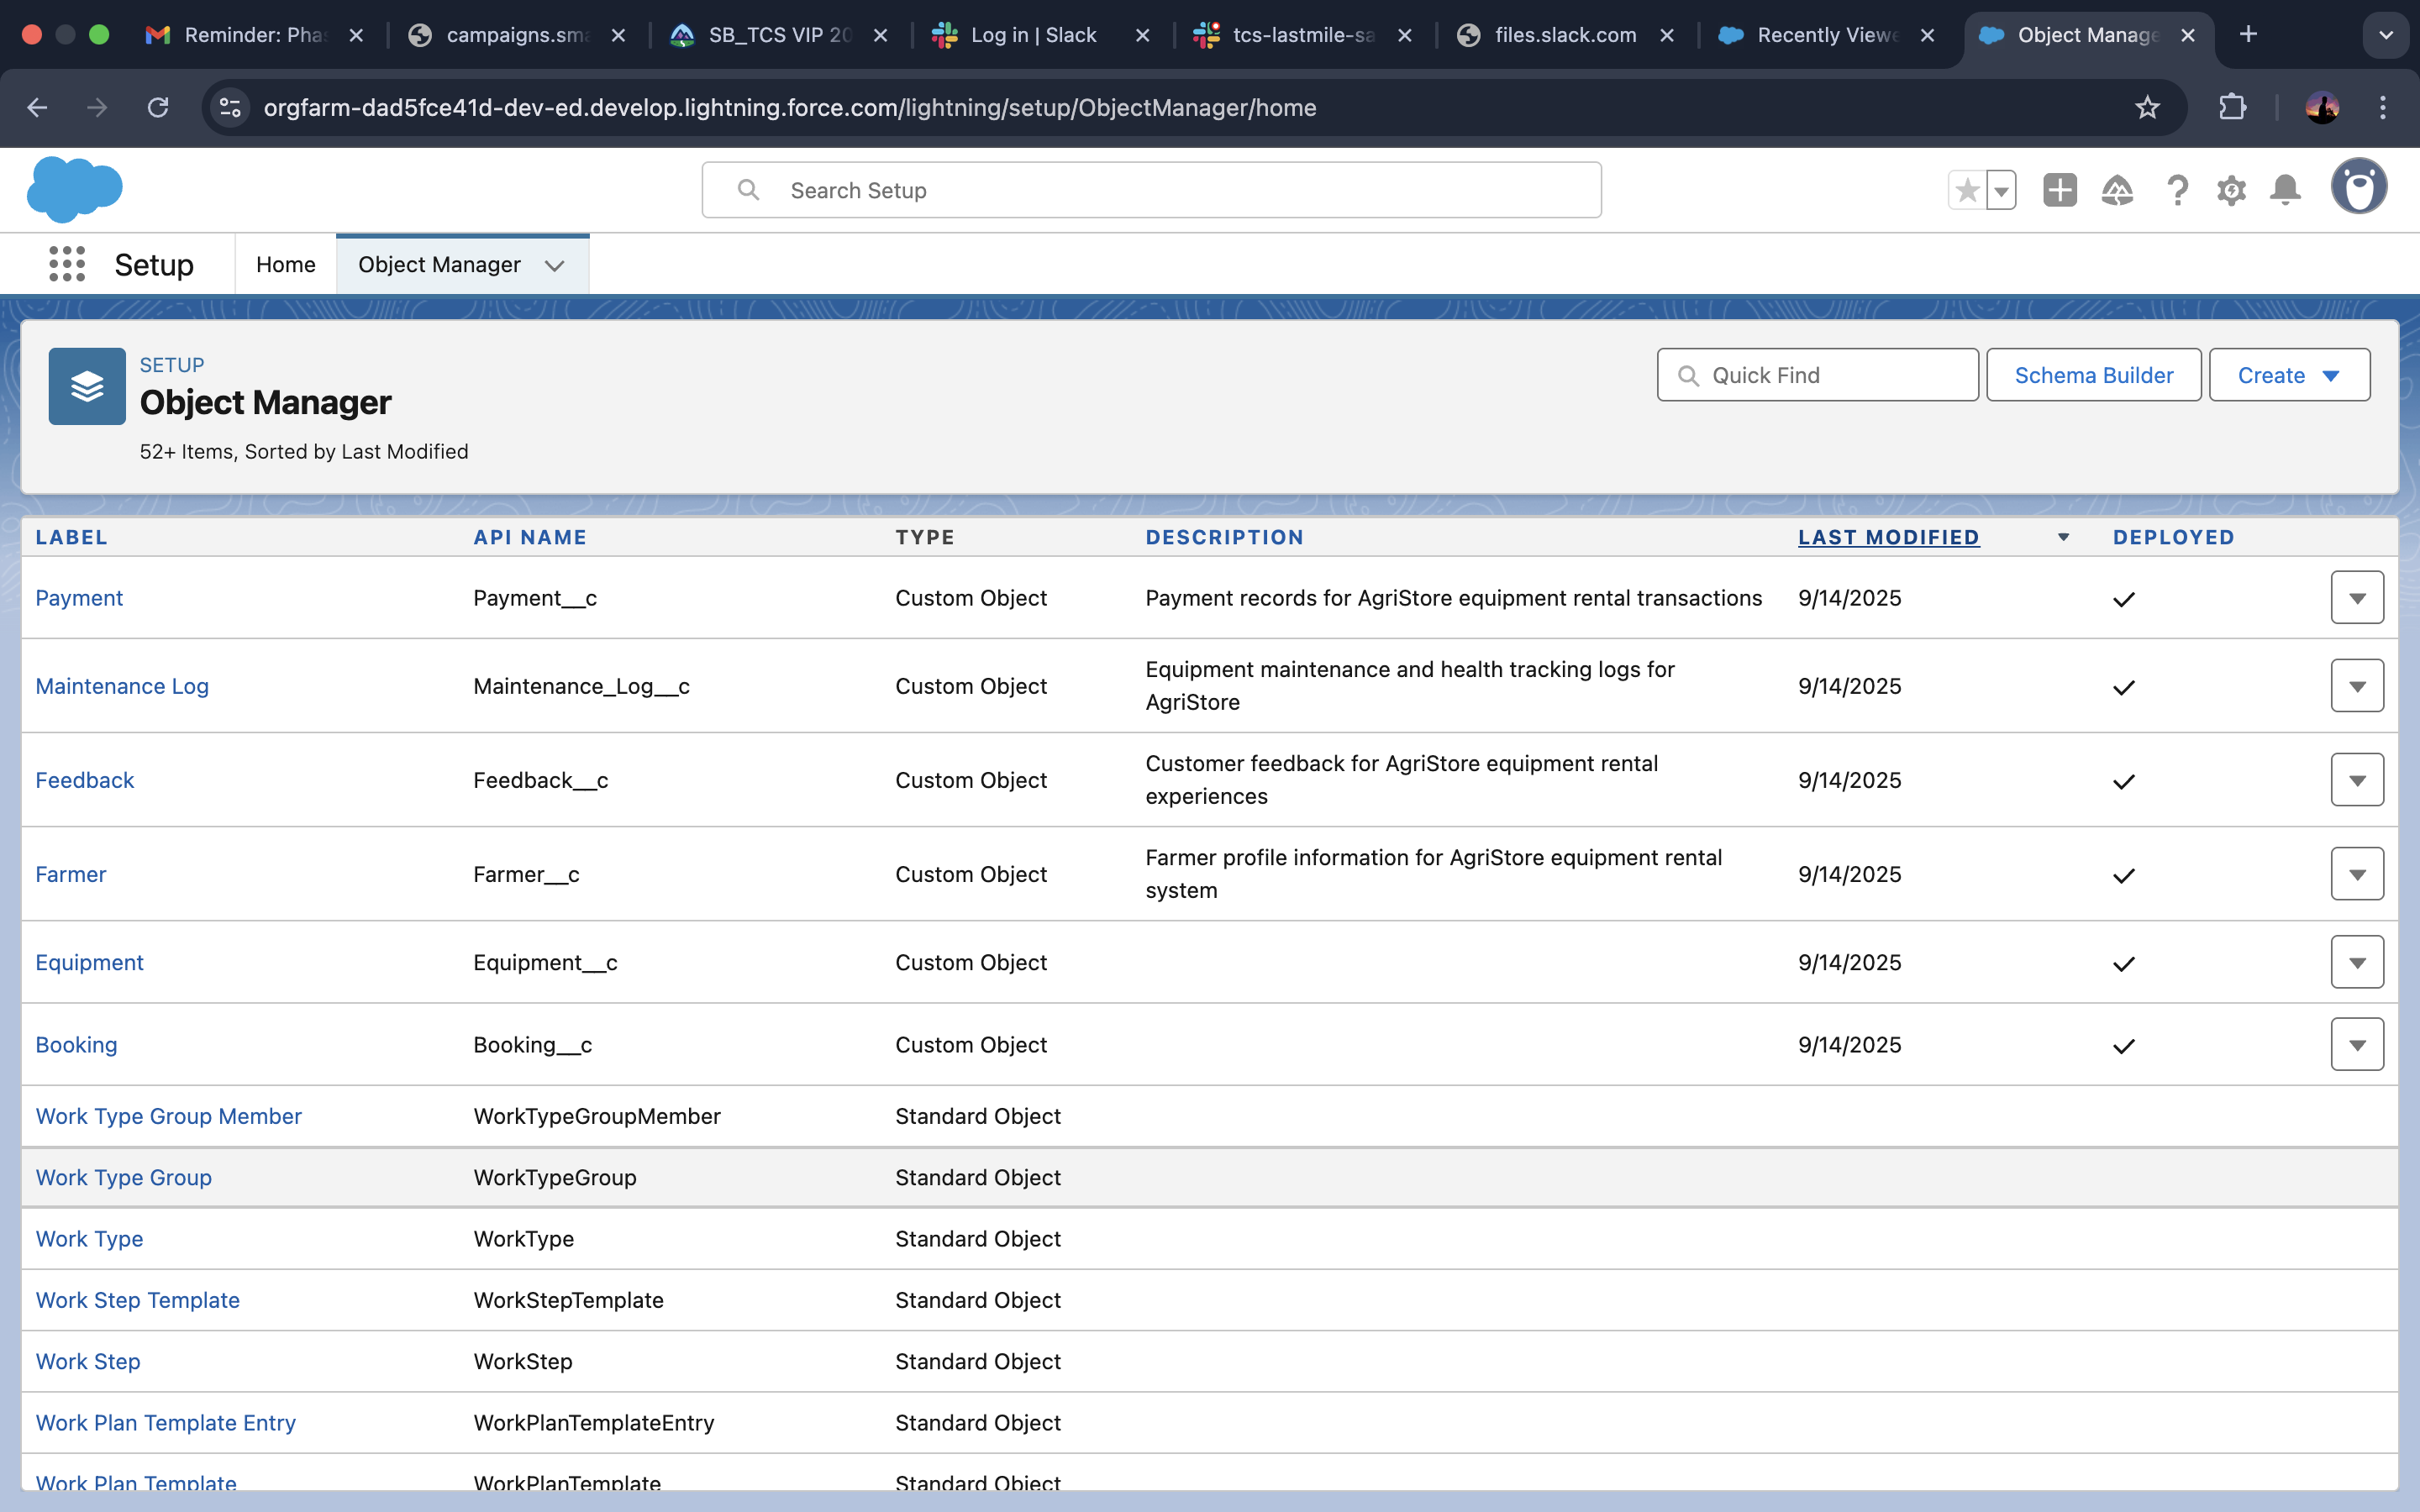 Reminder: Pha
campaigns.sma
SB_TCS VIP 20
Log in | Slack
tcs-lastmile-sa
files.slack.com
Recently Viewe
Object Manage
orgfarm-dad5fce41d-dev-ed.develop.lightning.force.com/lightning/setup/ObjectManager/home
Search Setup
Setup
Home
Object Manager
SETUP
Object Manager
52+ Items, Sorted by Last Modified
Quick Find
Schema Builder
Create
LABEL API NAME TYPE DESCRIPTION LAST MODIFIED DEPLOYED
Payment Payment__c Custom Object Payment records for AgriStore equipment rental transactions 9/14/2025
Maintenance Log Maintenance_Log__c Custom Object Equipment maintenance and health tracking logs for
AgriStore 9/14/2025
Feedback Feedback__c Custom Object Customer feedback for AgriStore equipment rental
experiences 9/14/2025
Farmer Farmer__c Custom Object Farmer profile information for AgriStore equipment rental
system 9/14/2025
Equipment Equipment__c Custom Object 9/14/2025
Booking Booking__c Custom Object 9/14/2025
Work Type Group Member WorkTypeGroupMember Standard Object
Work Type Group WorkTypeGroup Standard Object
Work Type WorkType Standard Object
Work Step Template WorkStepTemplate Standard Object
Work Step WorkStep Standard Object
Work Plan Template Entry WorkPlanTemplateEntry Standard Object
Work Plan Template WorkPlanTemplate Standard Object